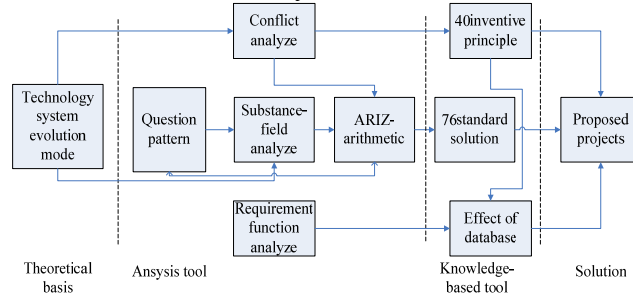 Conflict
analyze
40inventive
principle
Technology
system
evolution
mode
Question
pattern
Substance-
field
analyze
ARIZ-
arithmetic
76standard
solution
Proposed
projects
Requirement
function
analyze
Effect of
database
Theoretical
basis
Ansysis tool
Knowledge-
based tool
Solution